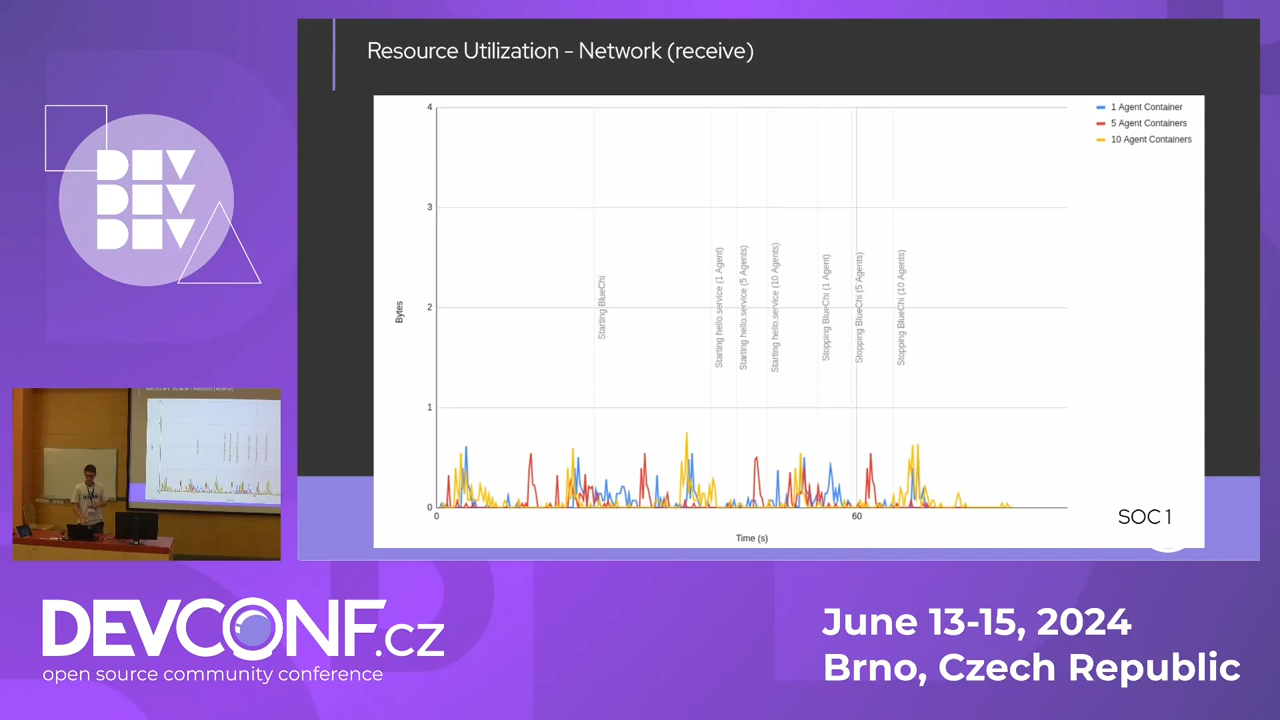 DEV
DEV
DEV
Resource Utilization - Network (receive)
4
3
2
1
0
Bytes
0
60
Time (s)
Starting BlueChi
Starting hello.service (1 Agent)
Starting hello.service (5 Agents)
Starting hello.service (10 Agents)
Stopping BlueChi (1 Agent)
Stopping BlueChi (5 Agents)
Stopping BlueChi (10 Agents)
1 Agent Container
5 Agent Containers
10 Agent Containers
SOC 1
DEVCONF.cz
open source community conference
June 13-15, 2024
Brno, Czech Republic